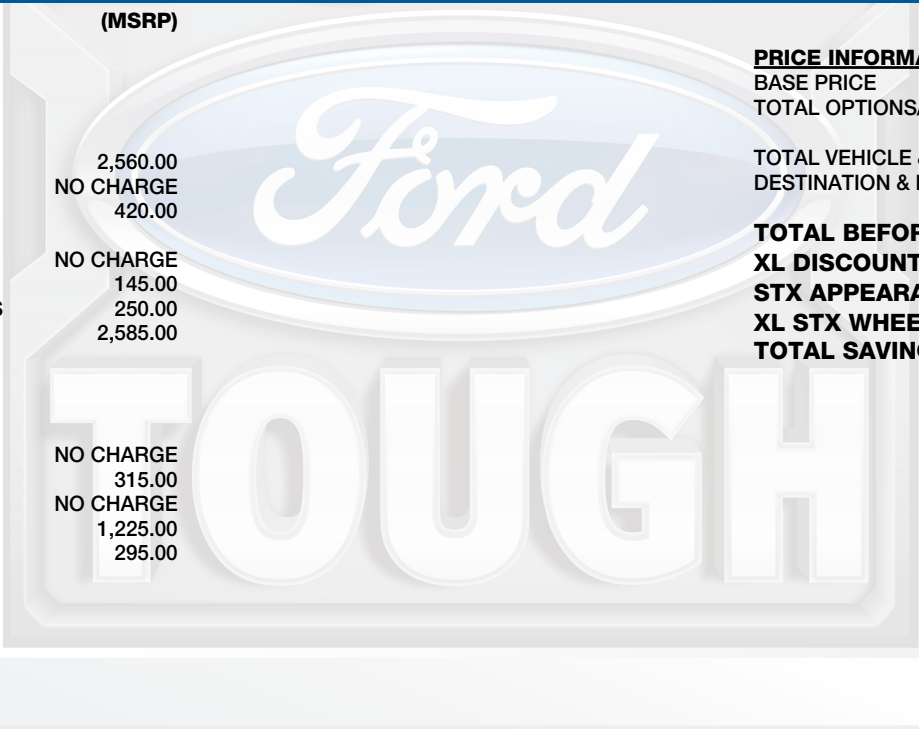 (MSRP)
2,560.00
NO CHARGE
420.00
NO CHARGE
145.00
250.00
2,585.00
NO CHARGE
315.00
NO CHARGE
1,225.00
295.00
PRICE INFORMA
BASE PRICE
TOTAL OPTIONS
TOTAL VEHICLE &
DESTINATION &
TOTAL BEFOR
XL DISCOUNT
STX APPEARA
XL STX WHEE
TOTAL SAVIN
Ford
TOUGH